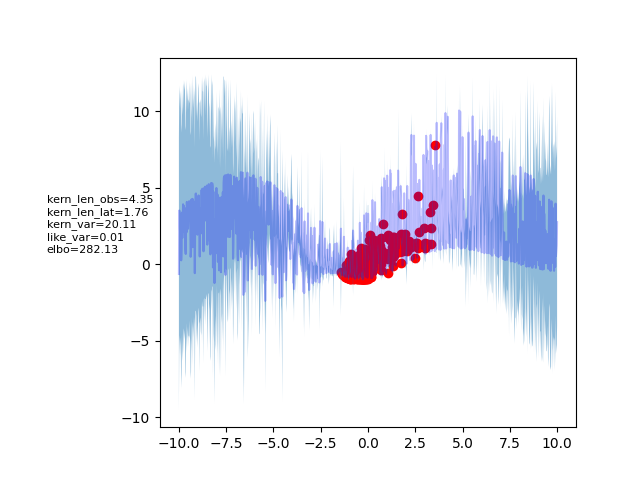 10
5
kern_len_obs=4.35
kern_len_lat=1.76
kern_var=20.11
like_var=0.01
elbo=282.13
0
−5
−10
−10.0 −7.5 −5.0 −2.5 0.0 2.5 5.0 7.5 10.0